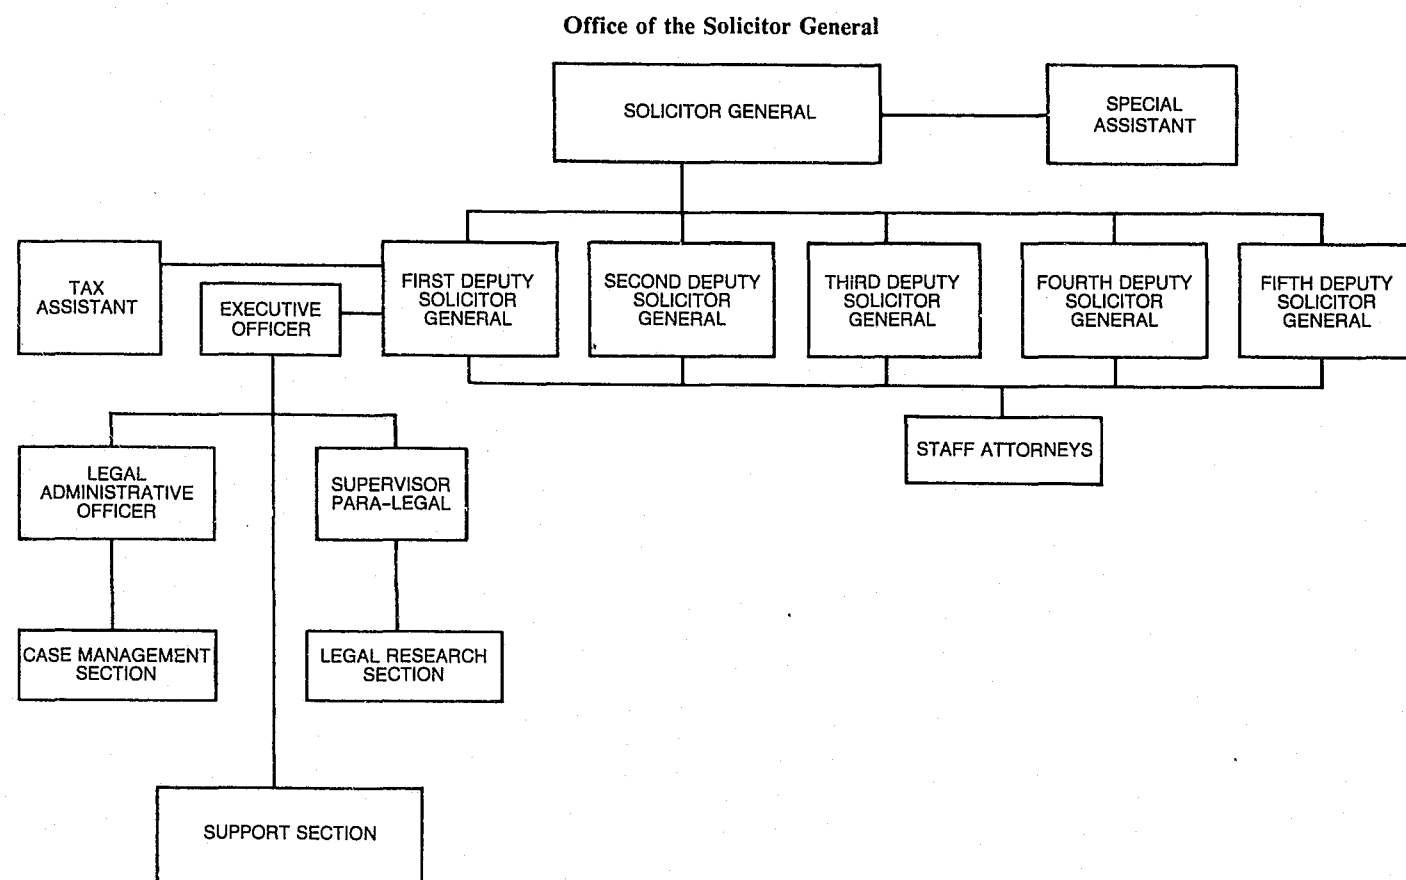 Office of the Solicitor General
SOLICITOR GENERAL
SPECIAL
ASSISTANT
TAX
ASSISTANT
EXECUTIVE
OFFICER
FIRST DEPUTY
SOLICITOR
GENERAL
SECOND DEPUTY
SOLICITOR
GENERAL
THIRD DEPUTY
SOLICITOR
GENERAL
FOURTH DEPUTY
SOLICITOR
GENERAL
FIFTH DEPUTY
SOLICITOR
GENERAL
STAFF ATTORNEYS
LEGAL
ADMINISTRATIVE
OFFICER
SUPERVISOR
PARA-LEGAL
CASE MANAGEMENT
SECTION
LEGAL RESEARCH
SECTION
SUPPORT SECTION